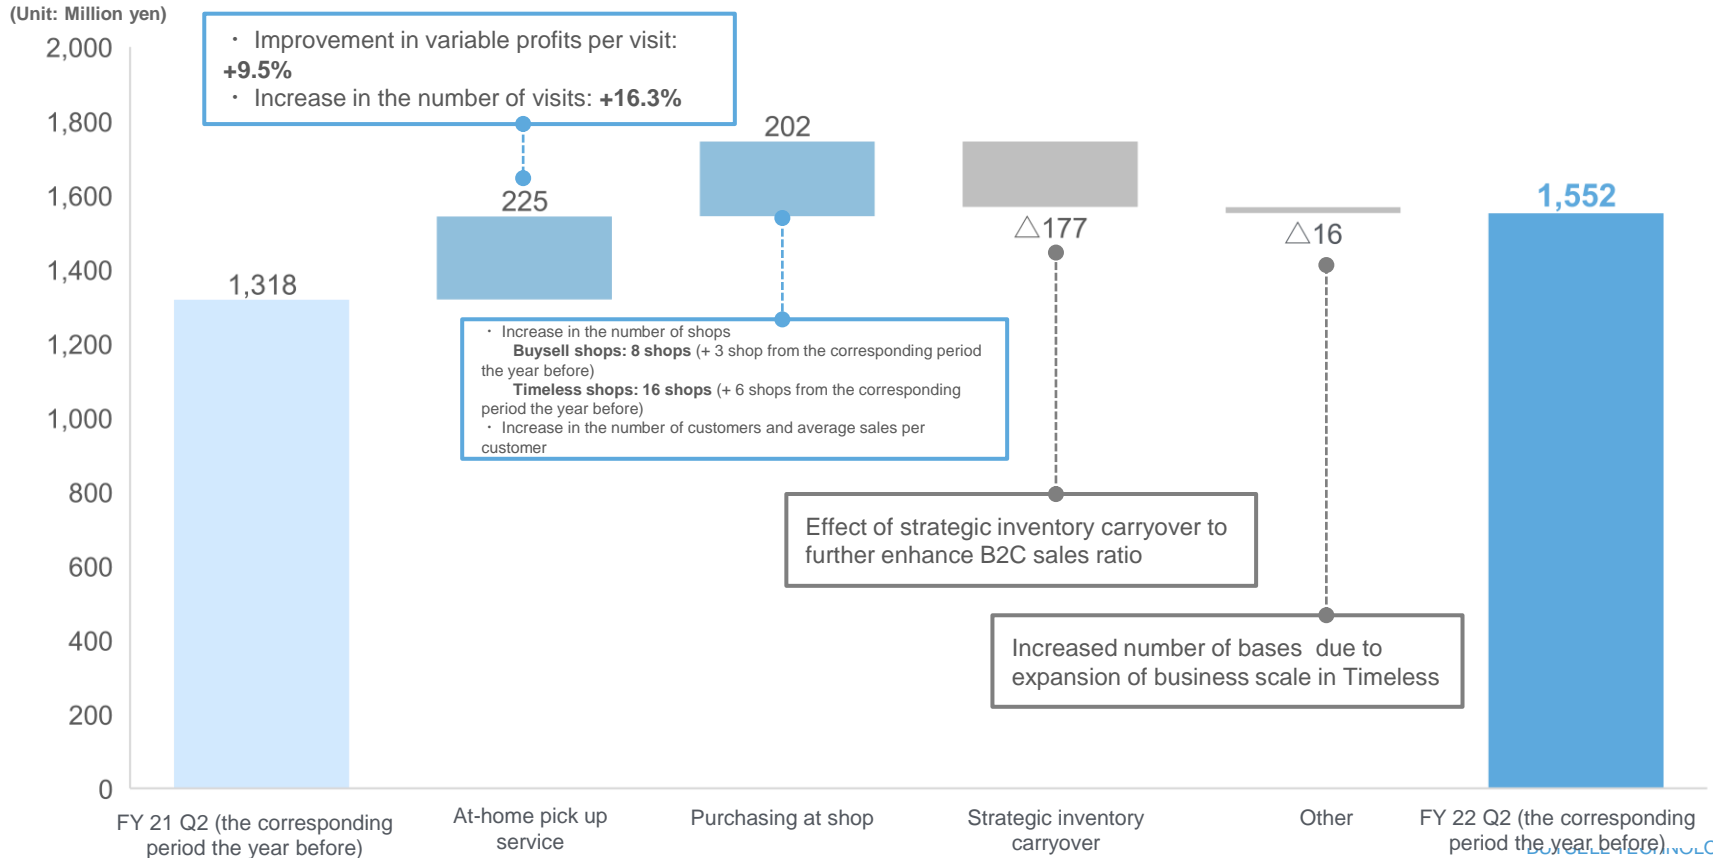 (Unit: Million yen)
2,000
1,800
1,600
1,400
1,200
1,000
800
600
400
200
0
・ Improvement in variable profits per visit:
+9.5%
・ Increase in the number of visits: +16.3%
1,318
225
202
△177
△16
1,552
・ Increase in the number of shops
Buysell shops: 8 shops (+ 3 shop from the corresponding period
the year before)
Timeless shops: 16 shops (+ 6 shops from the corresponding
period the year before)
・ Increase in the number of customers and average sales per
customer
Effect of strategic inventory carryover to
further enhance B2C sales ratio
Increased number of bases due to
expansion of business scale in Timeless
FY 21 Q2 (the corresponding
period the year before)
At-home pick up
service
Purchasing at shop
Strategic inventory
carryover
Other
FY 22 Q2 (the corresponding
period the year before)